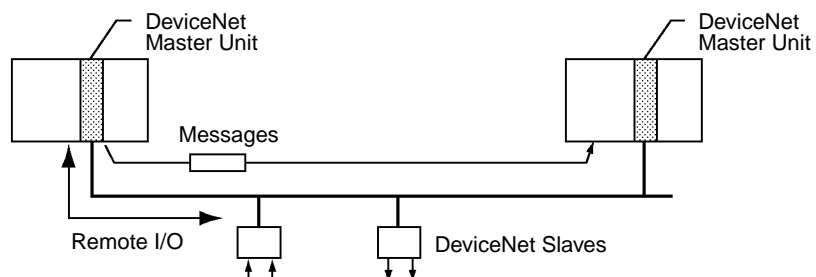 DeviceNet
Master Unit
DeviceNet
Master Unit
Messages
Remote I/O
DeviceNet Slaves